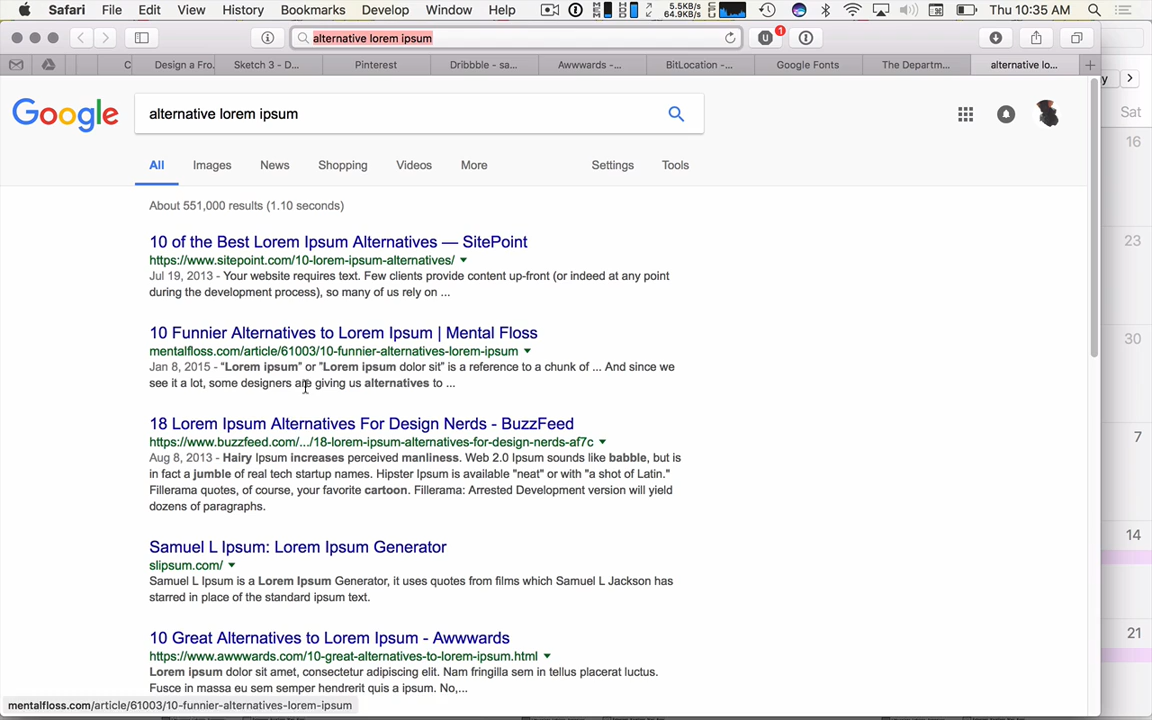 Safari File Edit View History Bookmarks Develop Window Help 5.5KB/s 64.9KB/s Thu 10:35 AM
alternative lorem ipsum
1
C Design a Fro.. Sketch 3 - D... Pinterest Dribbble - sa... Awwwards -... BitLocation -... Google Fonts The Departm... alternative lo...
y
Google alternative lorem ipsum
Sat
All Images News Shopping Videos More Settings Tools
16
About 551,000 results (1.10 seconds)
10 of the Best Lorem Ipsum Alternatives — SitePoint
23
https://www.sitepoint.com/10-lorem-ipsum-alternatives/
Jul 19, 2013 - Your website requires text. Few clients provide content up-front (or indeed at any point
during the development process), so many of us rely on ...
10 Funnier Alternatives to Lorem Ipsum | Mental Floss
30
mentalfloss.com/article/61003/10-funnier-alternatives-lorem-ipsum
Jan 8, 2015 - “Lorem ipsum” or “Lorem ipsum dolor sit” is a reference to a chunk of ... And since we
see it a lot, some designers are giving us alternatives to ...
18 Lorem Ipsum Alternatives For Design Nerds - BuzzFeed
7
https://www.buzzfeed.com/.../18-lorem-ipsum-alternatives-for-design-nerds-af7c
Aug 8, 2013 - Hairy Ipsum increases perceived manliness. Web 2.0 Ipsum sounds like babble, but is
in fact a jumble of real tech startup names. Hipster Ipsum is available "neat" or with "a shot of Latin."
Fillerama quotes, of course, your favorite cartoon. Fillerama: Arrested Development version will yield
dozens of paragraphs.
14
Samuel L Ipsum: Lorem Ipsum Generator
slipsum.com/
Samuel L Ipsum is a Lorem Ipsum Generator, it uses quotes from films which Samuel L Jackson has
starred in place of the standard ipsum text.
21
10 Great Alternatives to Lorem Ipsum - Awwwards
https://www.awwwards.com/10-great-alternatives-to-lorem-ipsum.html
Lorem ipsum dolor sit amet, consectetur adipiscing elit. Nam fringilla sem in tellus placerat luctus.
Fusce in massa eu sem semper hendrerit quis a ipsum. No,...
mentalfloss.com/article/61003/10-funnier-alternatives-lorem-ipsum